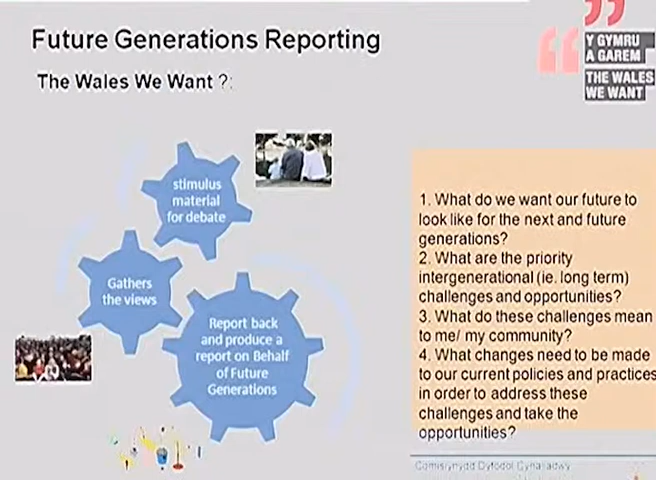 Future Generations Reporting
The Wales We Want ?:
Y GYMRU
A GAREM
THE WALES
WE WANT
stimulus
material
for debate
Gathers
the views
Report back
and produce a
report on Behalf
of Future
Generations
1. What do we want our future to
look like for the next and future
generations?
2. What are the priority
intergenerational (ie. long term)
challenges and opportunities?
3. What do these challenges mean
to me/ my community?
4. What changes need to be made
to our current policies and practices
in order to address these
challenges and take the
opportunities?
Comisiynydd Dyfodol Cynaliadwy